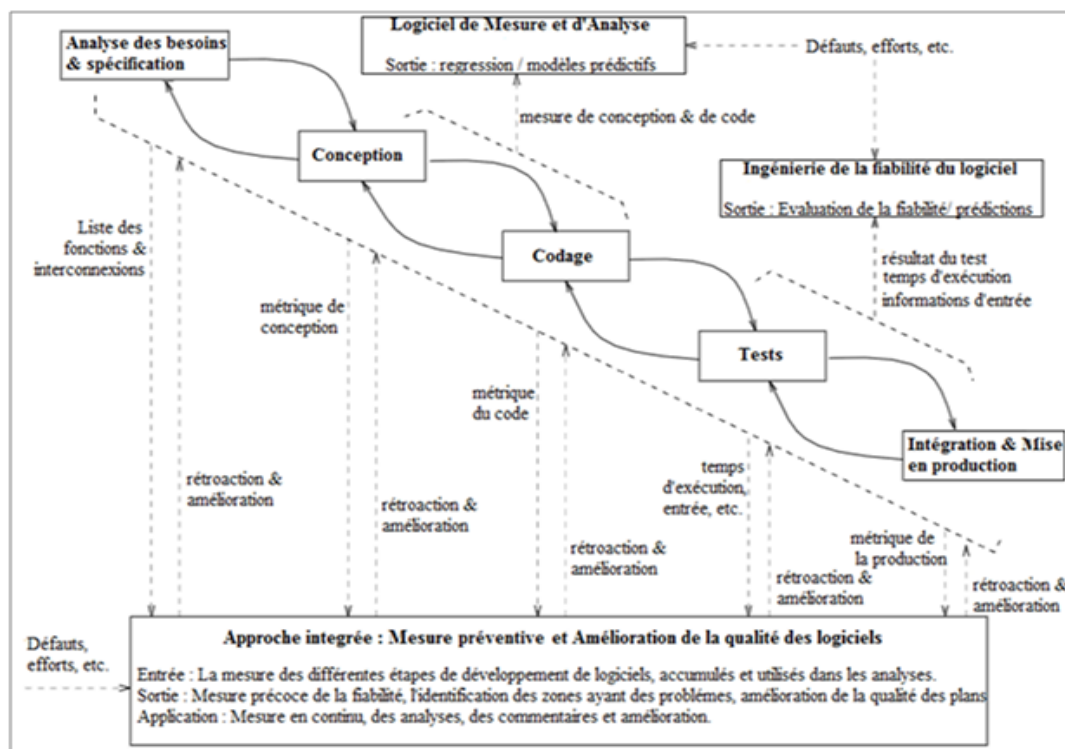 Analyse des besoins
& spécification
Logiciel de Mesure et d'Analyse
Sortie : regression / modèles prédictifs
Défauts, efforts, etc.
mesure de conception & de code
Conception
Ingénierie de la fiabilité du logiciel
Sortie : Evaluation de la fiabilité/ prédictions
Liste des
fonctions &
interconnexions
Codage
résultat du test
temps d'exécution
informations d'entrée
métrique de
conception
Tests
métrique
du code
Intégration & Mise
en production
rétroaction &
amélioration
rétroaction &
amélioration
temps
d'exécution,
entrée, etc.
rétroaction &
amélioration
métrique de
la production
rétroaction &
amélioration
rétroaction &
amélioration
Défauts,
efforts, etc.
Approche integrée : Mesure préventive et Amélioration de la qualité des logiciels
Entrée : La mesure des différentes étapes de développement de logiciels, accumulés et utilisés dans les analyses.
Sortie : Mesure précoce de la fiabilité, l'identification des zones ayant des problèmes, amélioration de la qualité des plans
Application : Mesure en continu, des analyses, des commentaires et amélioration.